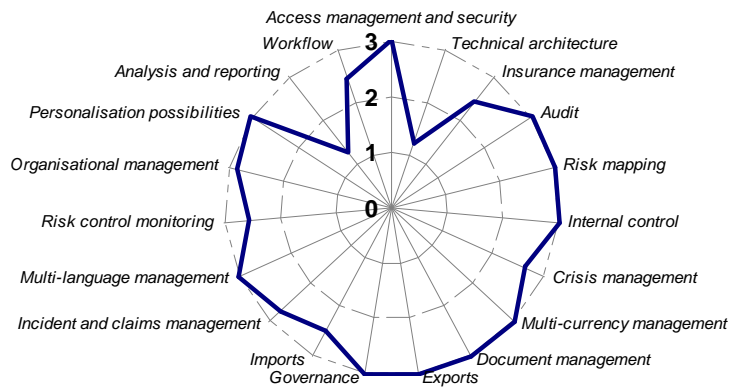 Access management and security
Workflow
3
Technical architecture
Analysis and reporting
Insurance management
Personalisation possibilities
2
Audit
Organisational management
1
Risk mapping
Risk control monitoring
0
Internal control
Multi-language management
Crisis management
Incident and claims management
Multi-currency management
Imports
Document management
Governance
Exports